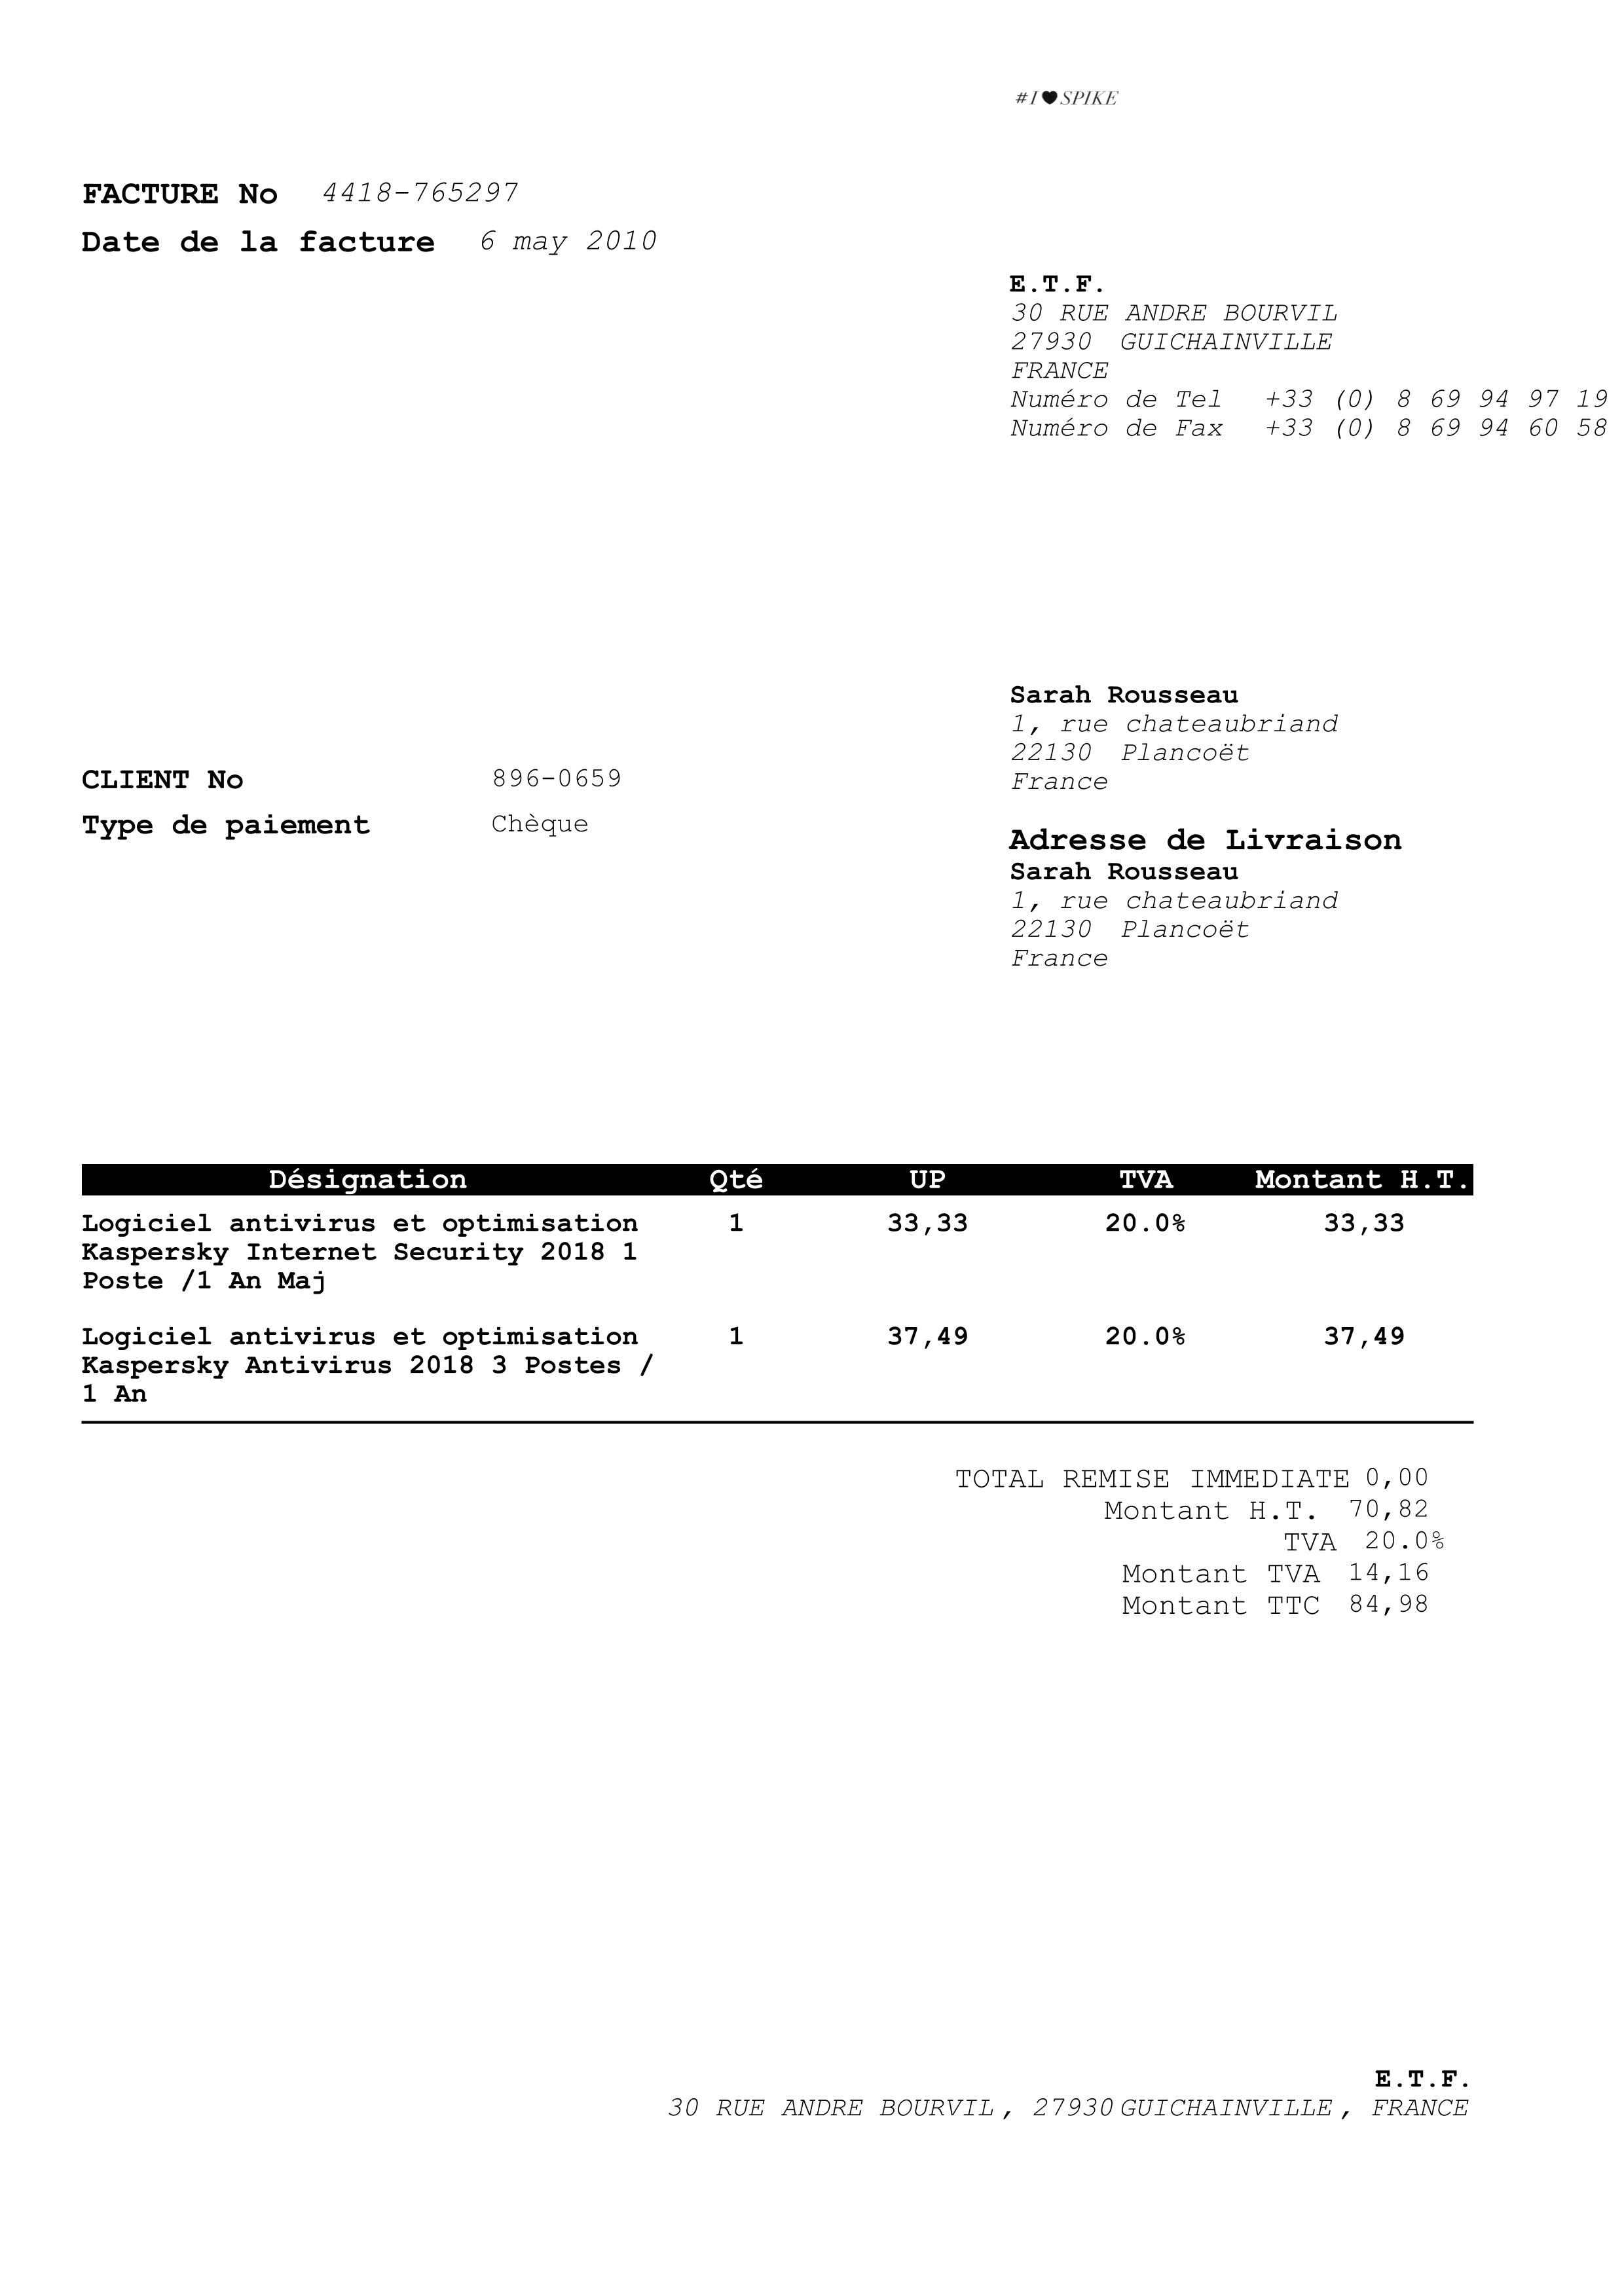 #I♥SPIKE
FACTURE No 4418-765297
Date de la facture 6 may 2010
E.T.F.
30 RUE ANDRE BOURVIL
27930 GUICHAINVILLE
FRANCE
Numéro de Tel +33 (0) 8 69 94 97 19
Numéro de Fax +33 (0) 8 69 94 60 58
Sarah Rousseau
1, rue chateaubriand
22130 Plancoët
France
CLIENT No 896-0659
Type de paiement Chèque
Adresse de Livraison
Sarah Rousseau
1, rue chateaubriand
22130 Plancoët
France
Désignation Qté UP TVA Montant H.T.
Logiciel antivirus et optimisation 1 33,33 20.0% 33,33
Kaspersky Internet Security 2018 1
Poste /1 An Maj
Logiciel antivirus et optimisation 1 37,49 20.0% 37,49
Kaspersky Antivirus 2018 3 Postes /
1 An
TOTAL REMISE IMMEDIATE 0,00
Montant H.T. 70,82
TVA 20.0%
Montant TVA 14,16
Montant TTC 84,98
E.T.F.
30 RUE ANDRE BOURVIL, 27930 GUICHAINVILLE, FRANCE